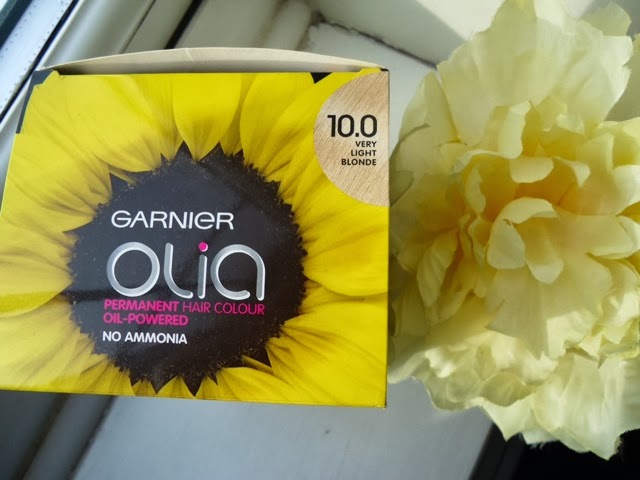 10.0
VERY
LIGHT
BLONDE
GARNIER
OLIA
PERMANENT HAIR COLOUR
OIL-POWERED
NO AMMONIA